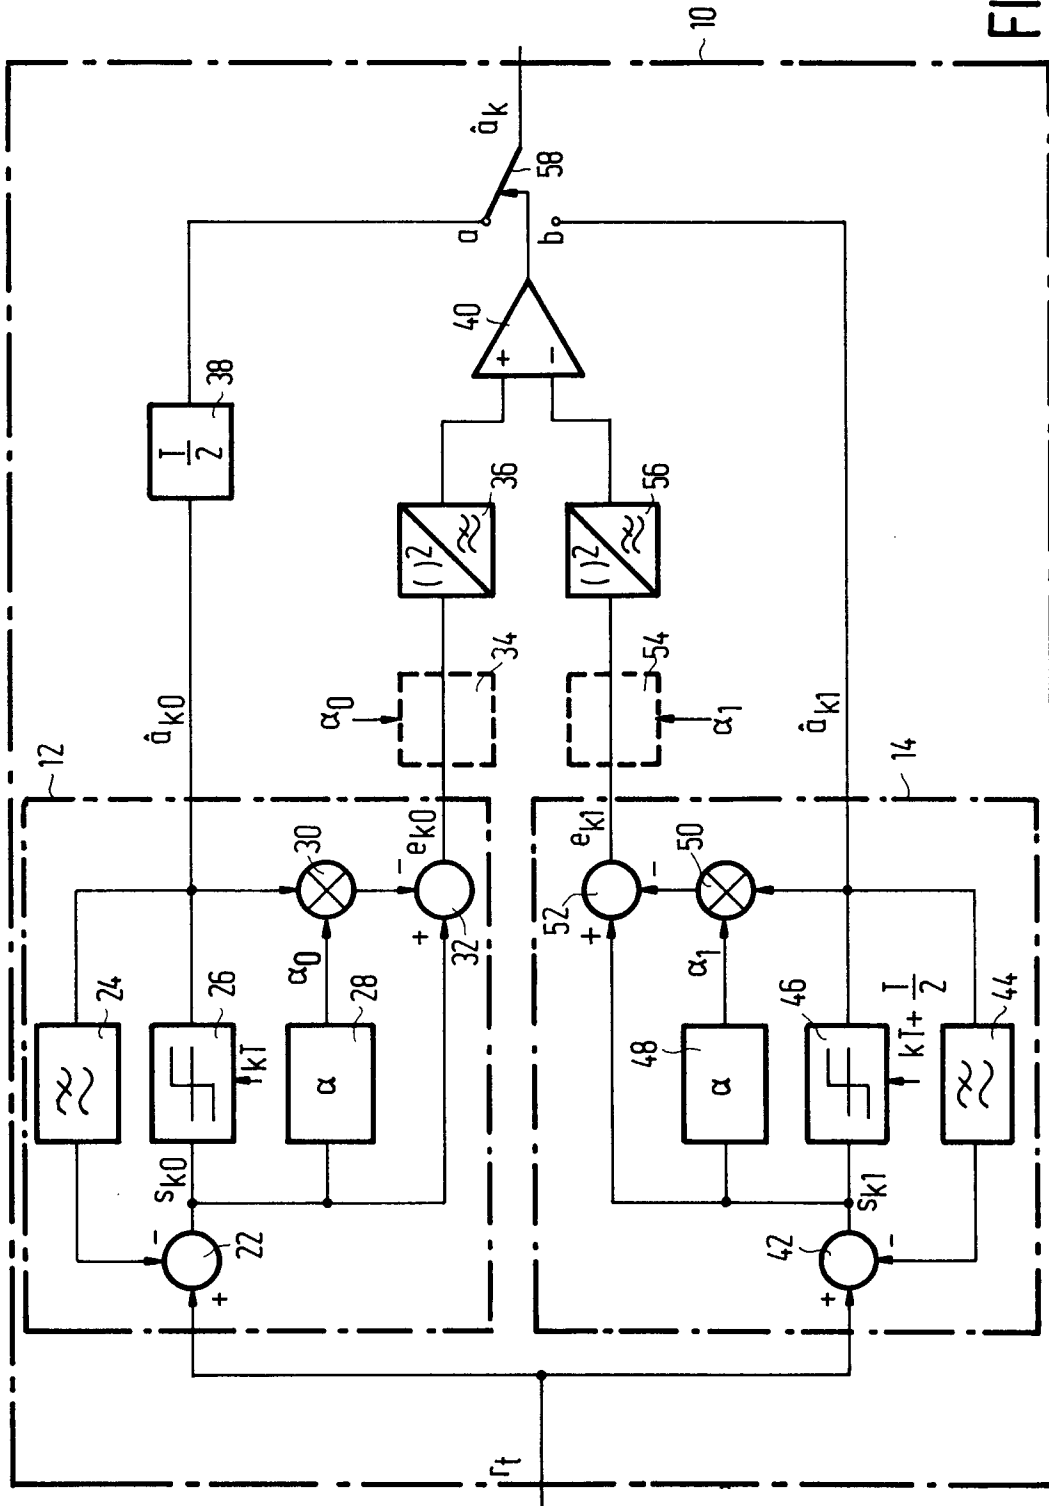 FI
10
r_t
12
22
+
-
s_k0
24
26
kT
28
α
α_0
30
-
+
32
e_k0
â_k0
α_0
34
( )²
36
T/2
38
40
+
-
a
b
58
â_k
14
42
+
-
s_k1
44
46
kT + T/2
48
α
α_1
50
-
+
52
e_k1
â_k1
α_1
54
( )²
56